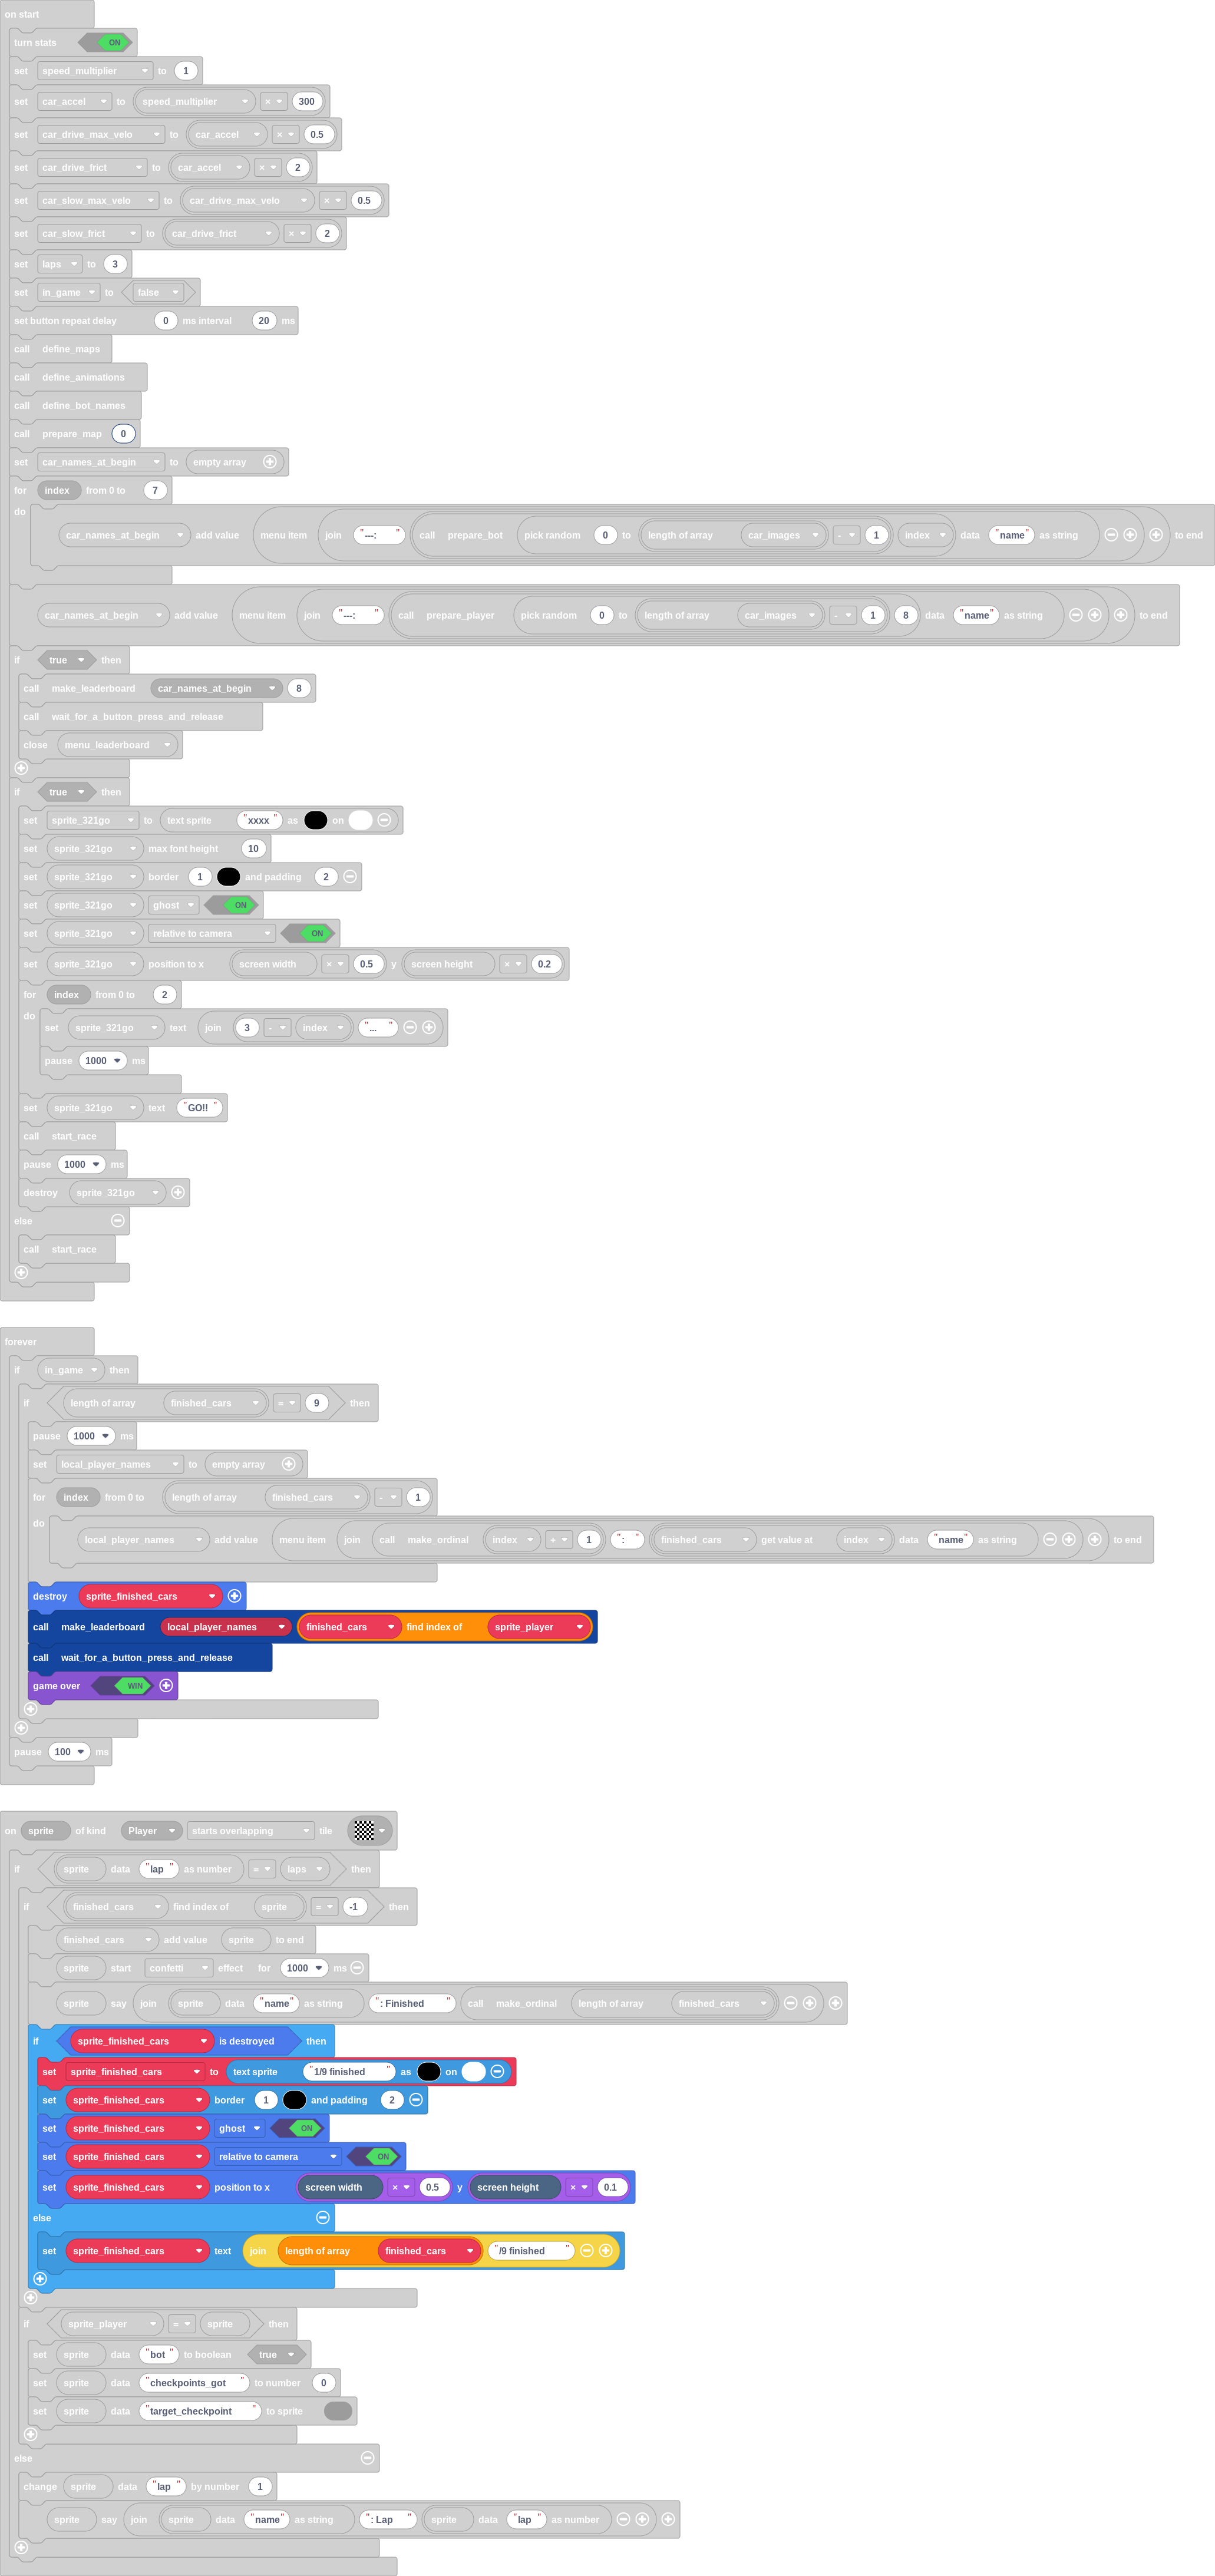 on start
turn stats ON
set speed_multiplier to 1
set car_accel to speed_multiplier × 300
set car_drive_max_velo to car_accel × 0.5
set car_drive_frict to car_accel × 2
set car_slow_max_velo to car_drive_max_velo × 0.5
set car_slow_frict to car_drive_frict × 2
set laps to 3
set in_game to false
set button repeat delay 0 ms interval 20 ms
call define_maps
call define_animations
call define_bot_names
call prepare_map 0
set car_names_at_begin to empty array
for index from 0 to 7
do
car_names_at_begin add value menu item join "---: " call prepare_bot pick random 0 to length of array car_images - 1 index data "name" as string to end
car_names_at_begin add value menu item join "---: " call prepare_player pick random 0 to length of array car_images - 1 8 data "name" as string to end
if true then
call make_leaderboard car_names_at_begin 8
call wait_for_a_button_press_and_release
close menu_leaderboard
if true then
set sprite_321go to text sprite "xxxx" as on
set sprite_321go max font height 10
set sprite_321go border 1 and padding 2
set sprite_321go ghost ON
set sprite_321go relative to camera ON
set sprite_321go position to x screen width × 0.5 y screen height × 0.2
for index from 0 to 2
do
set sprite_321go text join 3 - index "... "
pause 1000 ms
set sprite_321go text "GO!! "
call start_race
pause 1000 ms
destroy sprite_321go
else
call start_race
forever
if in_game then
if length of array finished_cars = 9 then
pause 1000 ms
set local_player_names to empty array
for index from 0 to length of array finished_cars - 1
do
local_player_names add value menu item join call make_ordinal index + 1 ": " finished_cars get value at index data "name" as string to end
destroy sprite_finished_cars
call make_leaderboard local_player_names finished_cars find index of sprite_player
call wait_for_a_button_press_and_release
game over WIN
pause 100 ms
on sprite of kind Player starts overlapping tile
if sprite data "lap " as number = laps then
if finished_cars find index of sprite = -1 then
finished_cars add value sprite to end
sprite start confetti effect for 1000 ms
sprite say join sprite data "name" as string ": Finished " call make_ordinal length of array finished_cars
if sprite_finished_cars is destroyed then
set sprite_finished_cars to text sprite "1/9 finished " as on
set sprite_finished_cars border 1 and padding 2
set sprite_finished_cars ghost ON
set sprite_finished_cars relative to camera ON
set sprite_finished_cars position to x screen width × 0.5 y screen height × 0.1
else
set sprite_finished_cars text join length of array finished_cars "/9 finished "
if sprite_player = sprite then
set sprite data "bot " to boolean true
set sprite data "checkpoints_got " to number 0
set sprite data "target_checkpoint " to sprite
else
change sprite data "lap " by number 1
sprite say join sprite data "name" as string ": Lap " sprite data "lap " as number